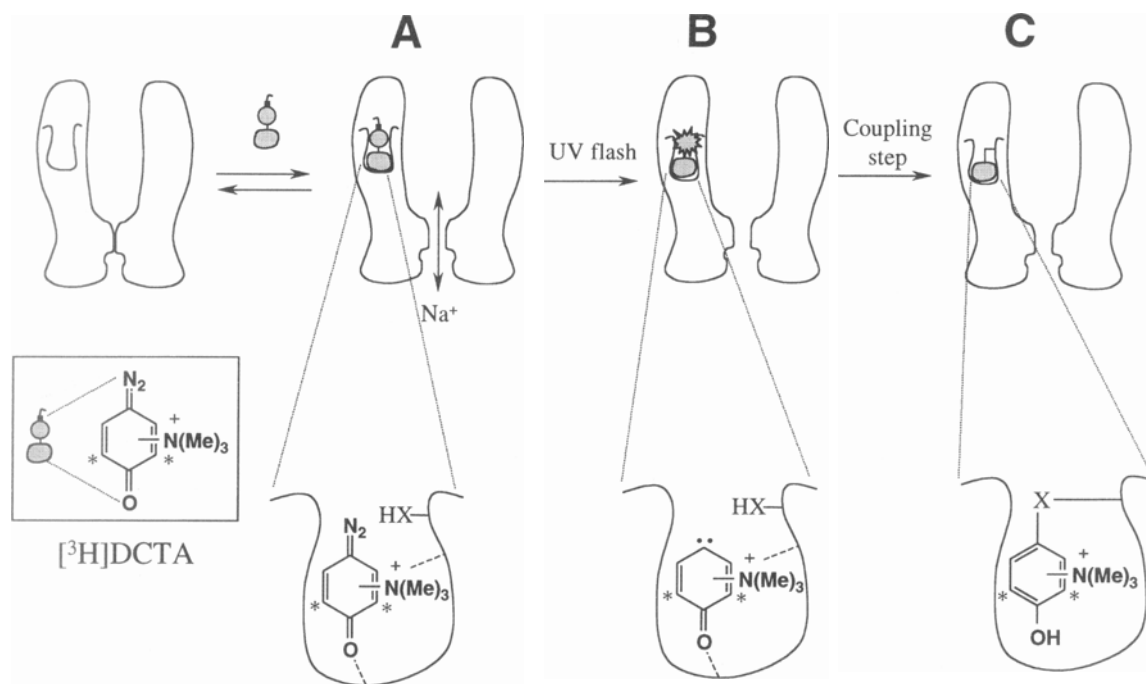 A
B
C
UV flash
Coupling
step
Na⁺
N₂
+
N(Me)₃
* *
O
[³H]DCTA
HX
N₂
+
N(Me)₃
* *
O
HX
••
+
N(Me)₃
* *
O
X
+
N(Me)₃
* *
OH